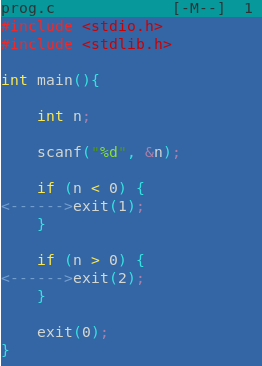 prog.c [-M--] 1
#include <stdio.h>
#include <stdlib.h>
int main(){
int n;
scanf("%d", &n);
if (n < 0) {
<------>exit(1);
}
if (n > 0) {
<------>exit(2);
}
exit(0);
}